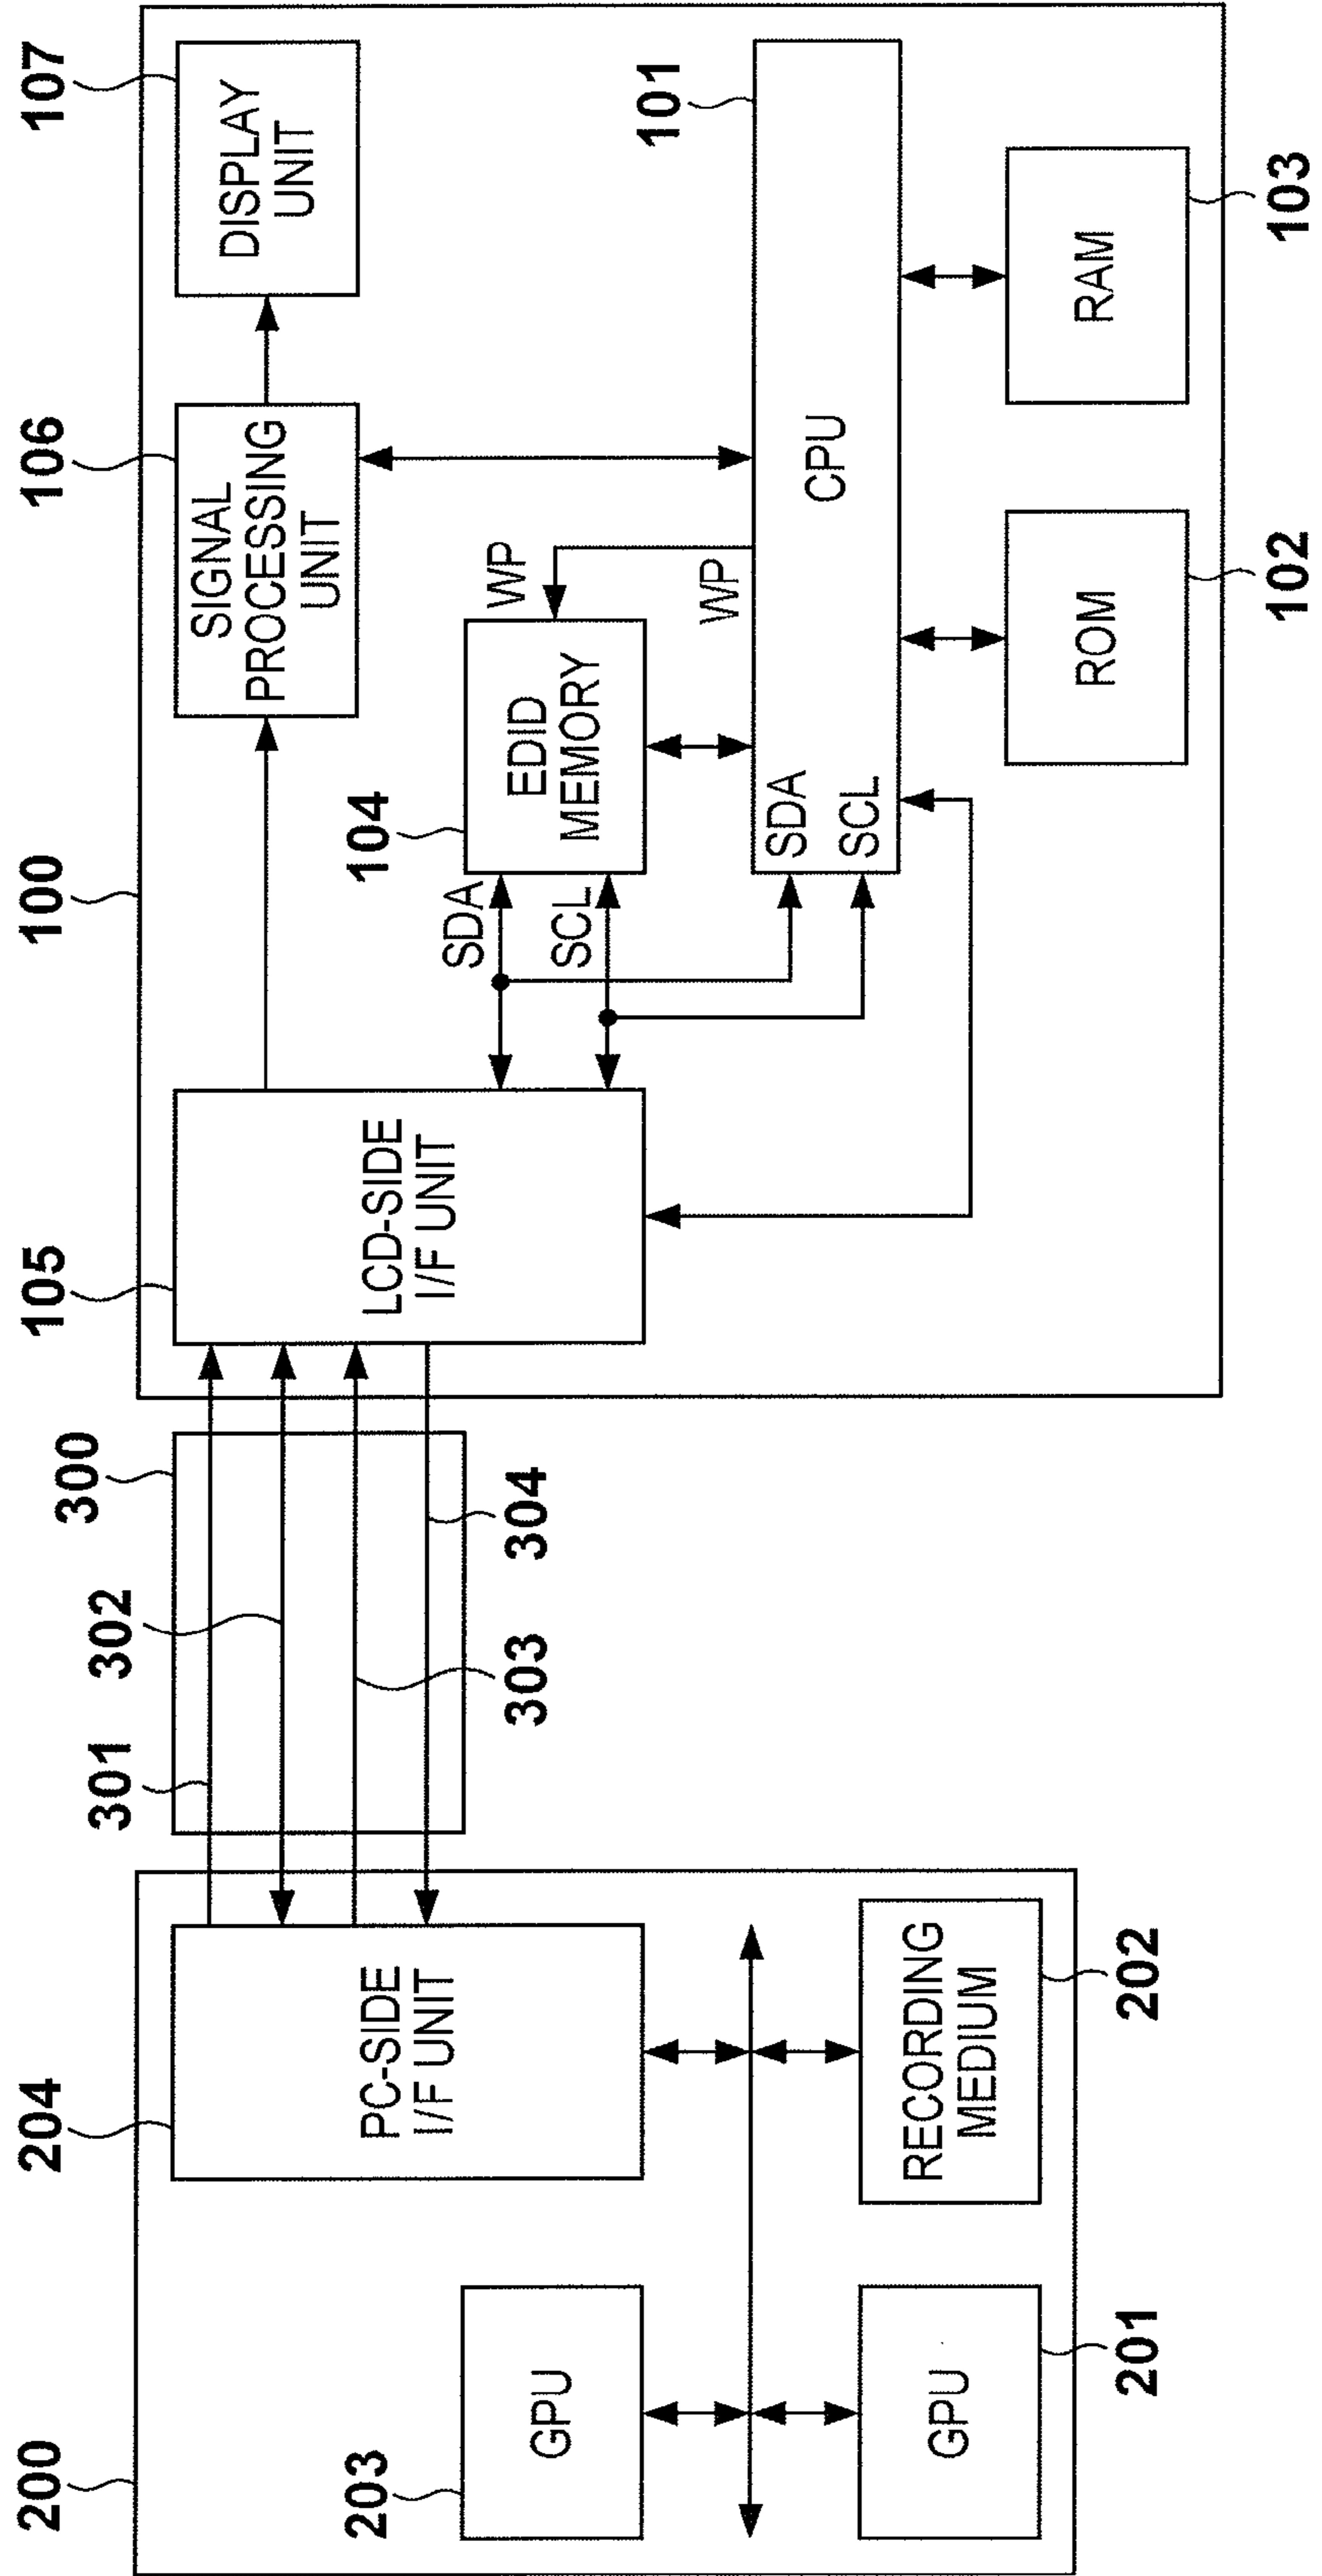 200
204
PC-SIDE
I/F UNIT
203
GPU
GPU
201
RECORDING
MEDIUM
202
300
301
302
303
304
100
105
LCD-SIDE
I/F UNIT
106
SIGNAL
PROCESSING
UNIT
107
DISPLAY
UNIT
104
EDID
MEMORY
SDA
SCL
WP
WP
101
SDA
SCL
CPU
ROM
102
RAM
103